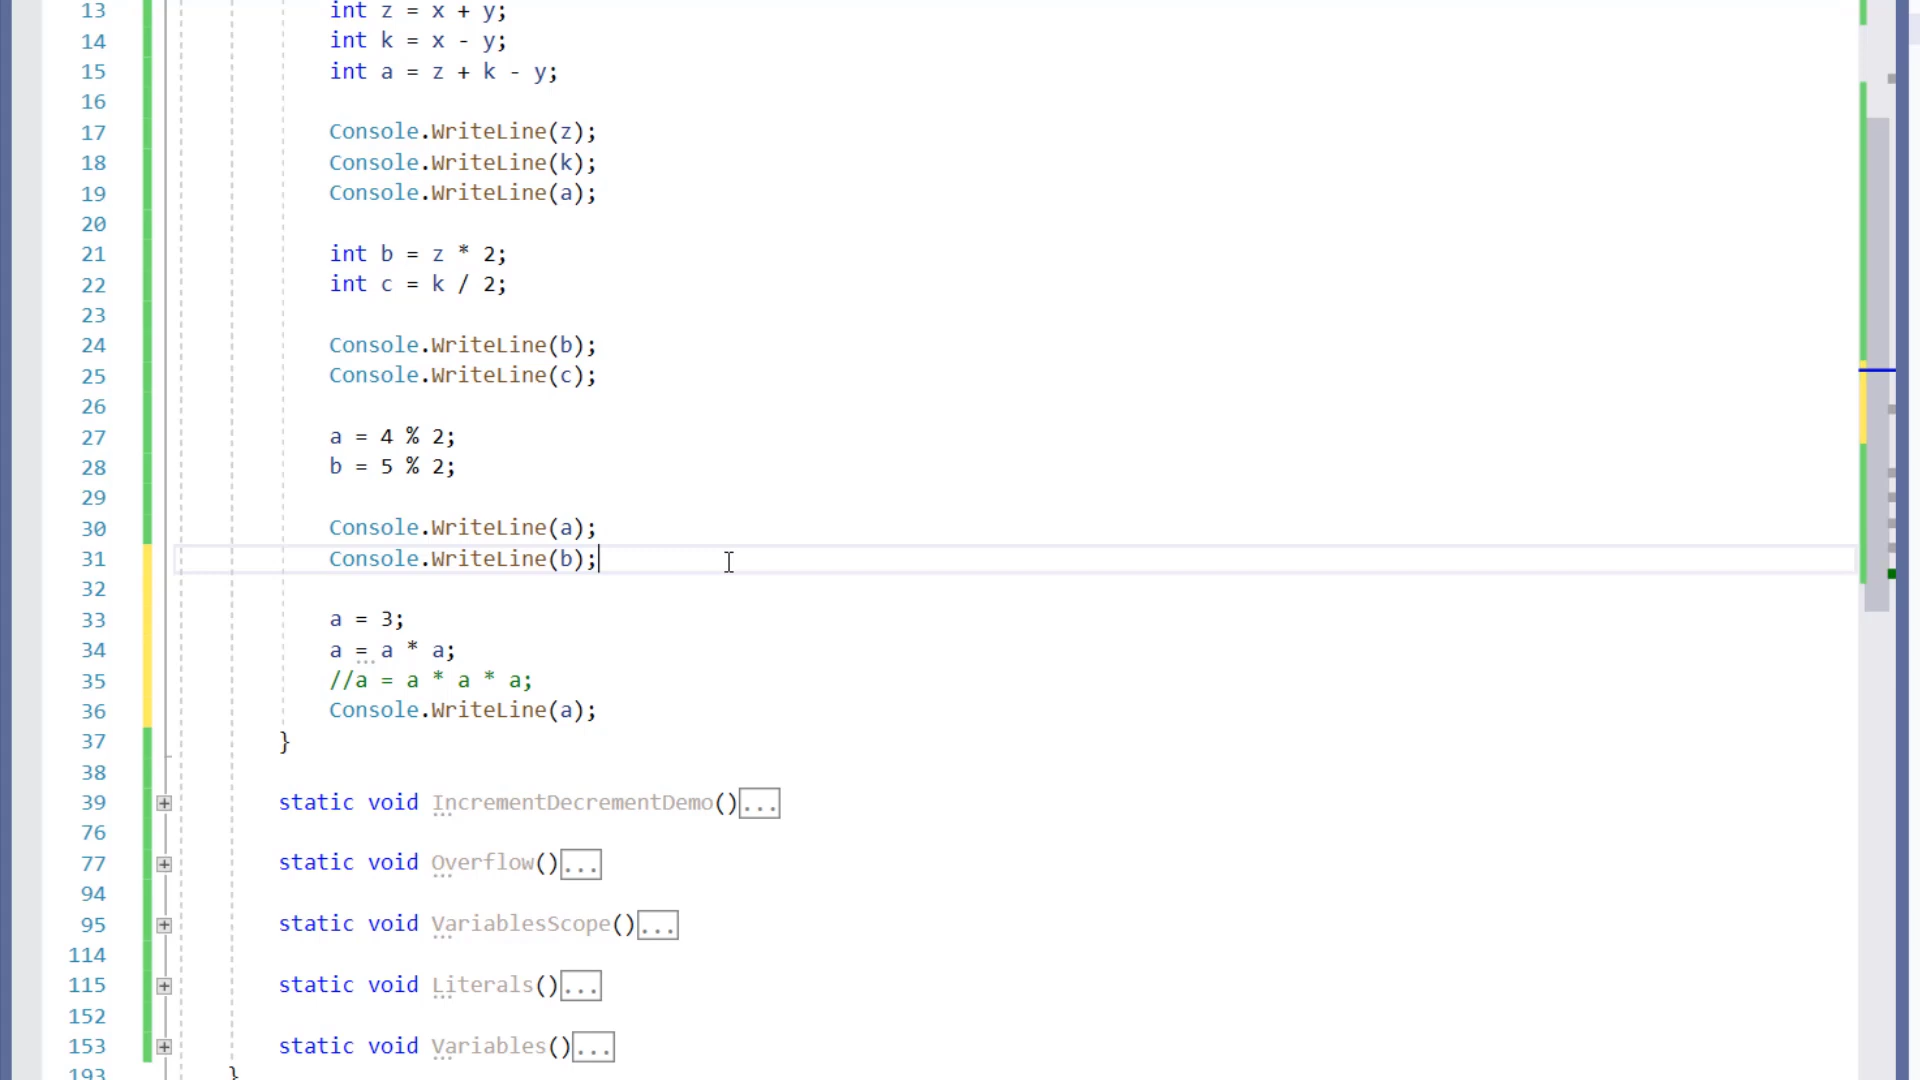 13 int z = x + y;
14 int k = x - y;
15 int a = z + k - y;
16
17 Console.WriteLine(z);
18 Console.WriteLine(k);
19 Console.WriteLine(a);
20
21 int b = z * 2;
22 int c = k / 2;
23
24 Console.WriteLine(b);
25 Console.WriteLine(c);
26
27 a = 4 % 2;
28 b = 5 % 2;
29
30 Console.WriteLine(a);
31 Console.WriteLine(b);
32
33 a = 3;
34 a = a * a;
35 //a = a * a * a;
36 Console.WriteLine(a);
37 }
38
39 static void IncrementDecrementDemo()...
76
77 static void Overflow()...
94
95 static void VariablesScope()...
114
115 static void Literals()...
152
153 static void Variables()...
193 }